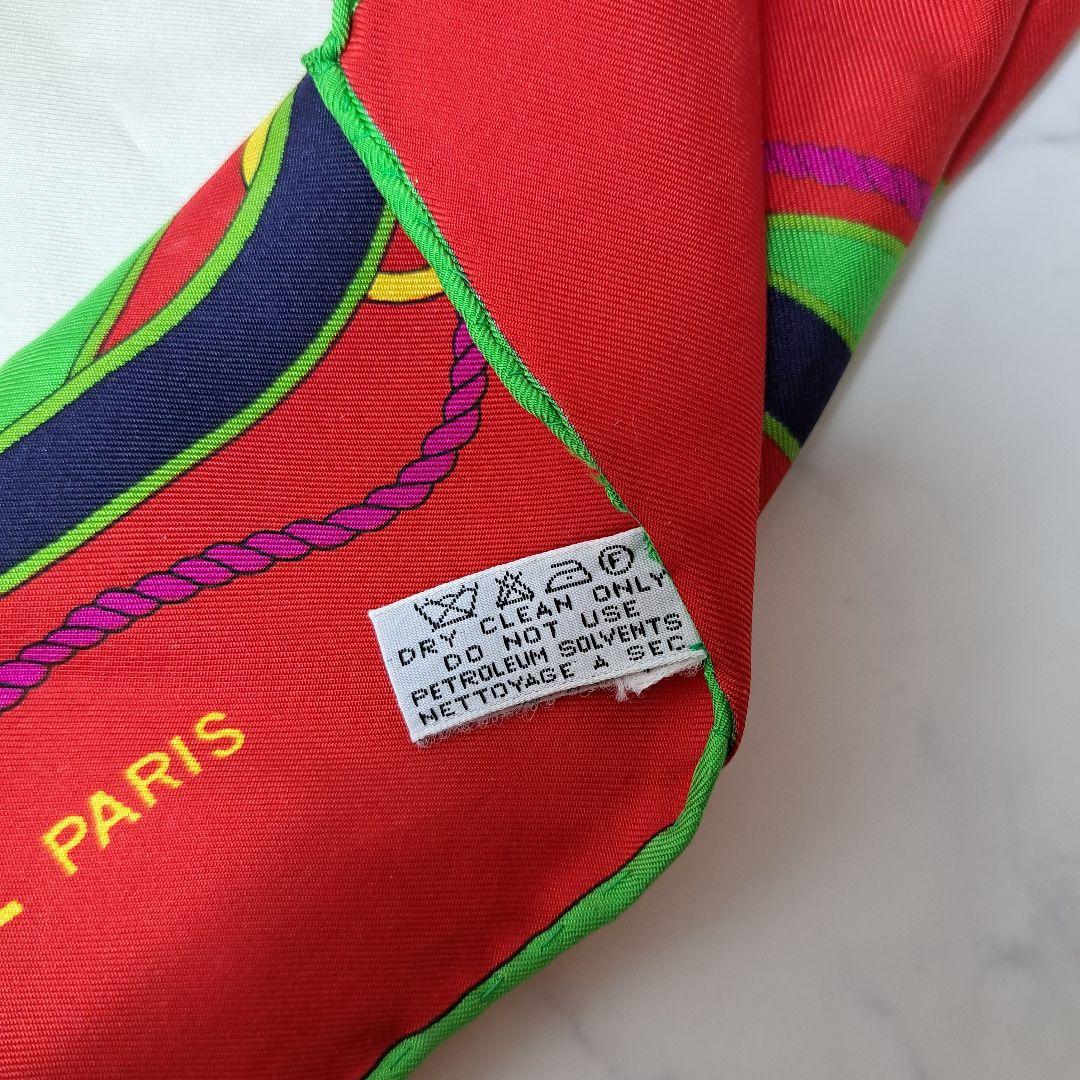 F
DRY CLEAN ONLY
DO NOT USE
PETROLEUM SOLVENTS
NETTOYAGE A SEC
PARIS